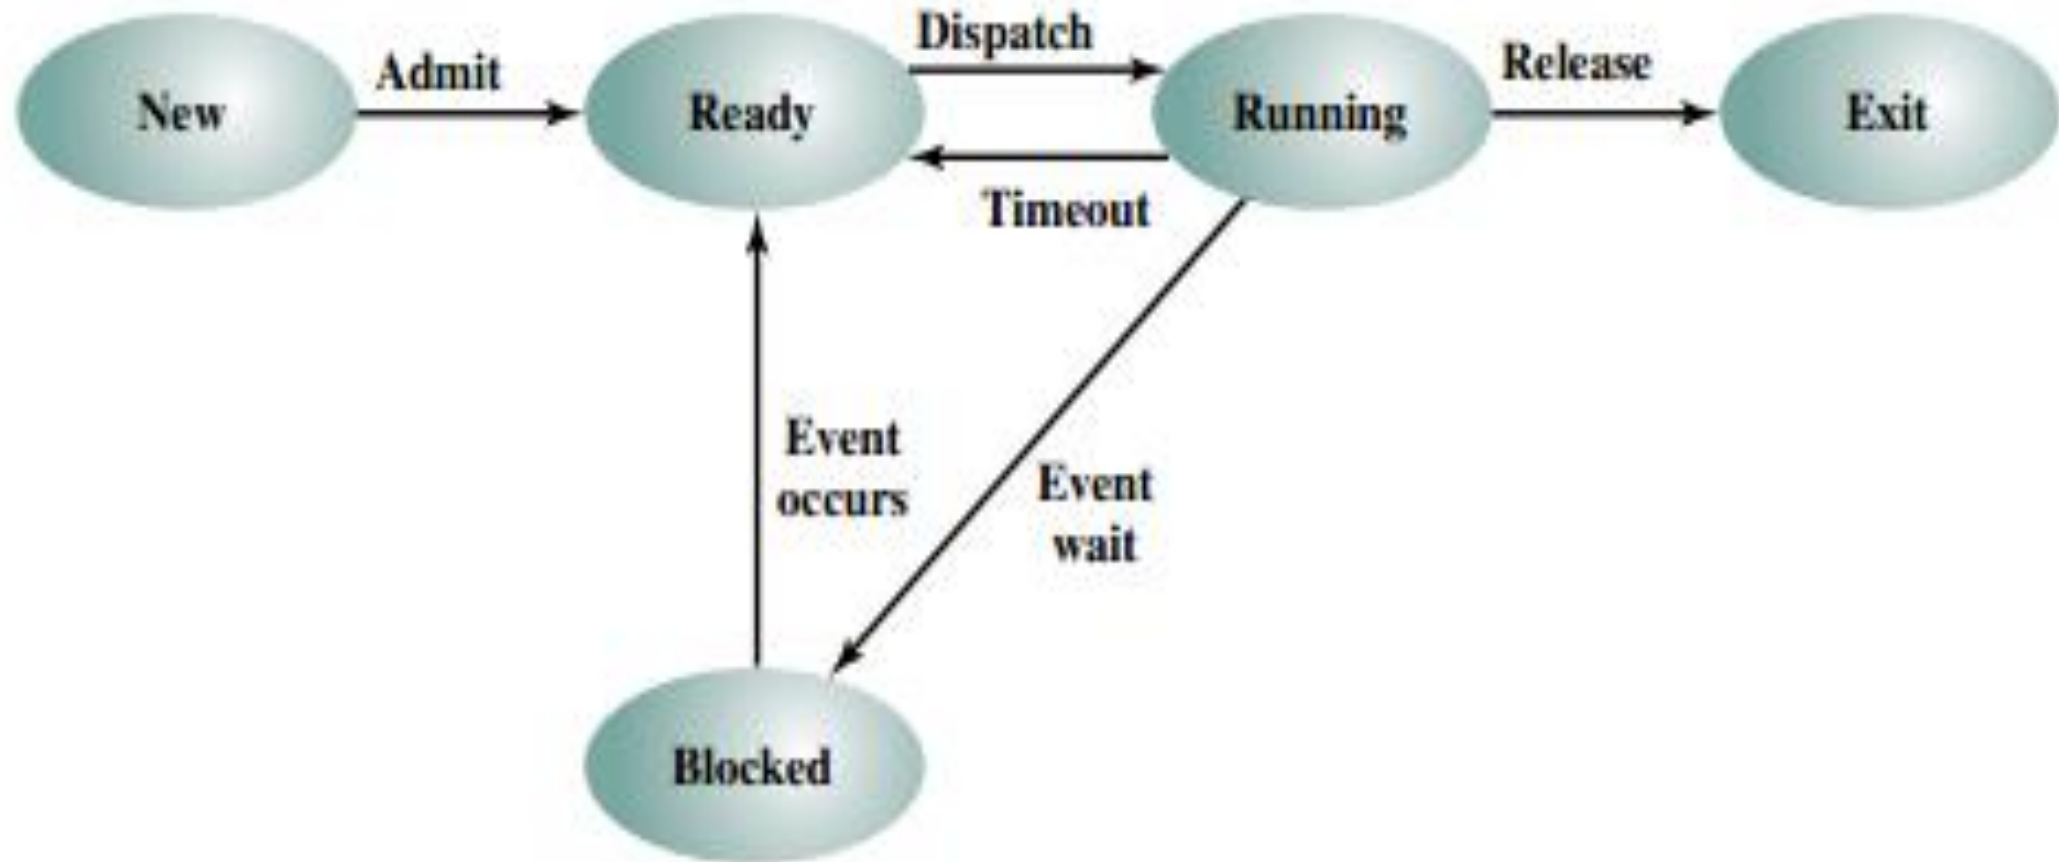 Dispatch
Admit
Release
New
Ready
Running
Exit
Timeout
Event
occurs
Event
wait
Blocked